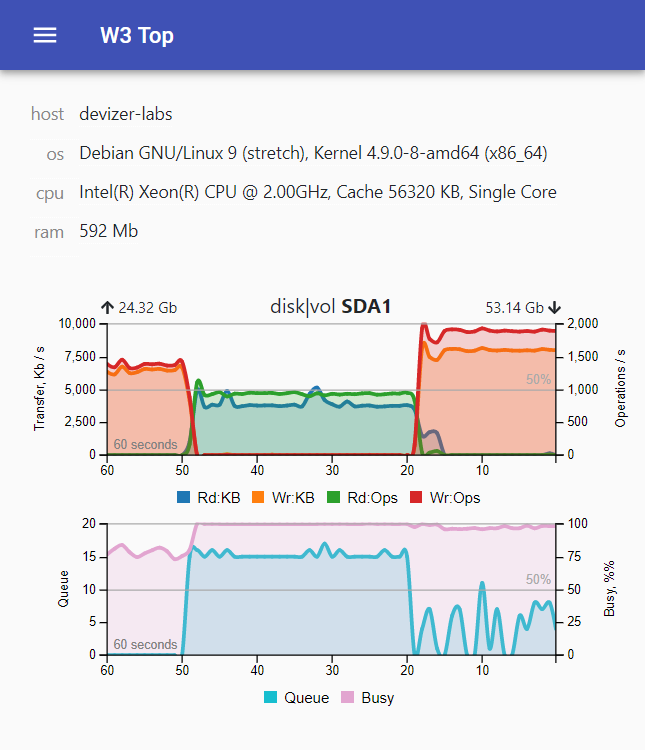 W3 Top
host devizer-labs
os Debian GNU/Linux 9 (stretch), Kernel 4.9.0-8-amd64 (x86_64)
cpu Intel(R) Xeon(R) CPU @ 2.00GHz, Cache 56320 KB, Single Core
ram 592 Mb
24.32 Gb disk|vol SDA1 53.14 Gb
10,000 2,000
7,500 1,500
50%
5,000 1,000
2,500 500
60 seconds
0 0
Transfer, Kb / s
Operations / s
60 50 40 30 20 10
Rd:KB Wr:KB Rd:Ops Wr:Ops
20 100
15 75
50%
10 50
5 25
60 seconds
0 0
Queue
Busy, %%
60 50 40 30 20 10
Queue Busy